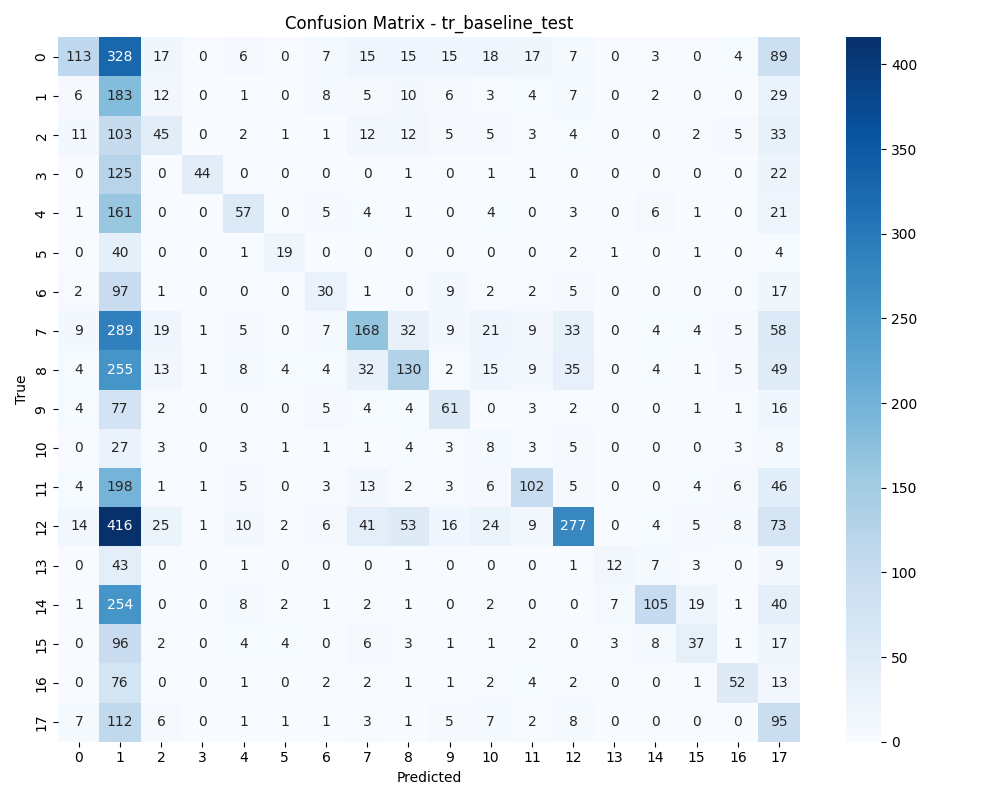 Confusion Matrix - tr_baseline_test
True
0 113 328 17 0 6 0 7 15 15 15 18 17 7 0 3 0 4 89
1 6 183 12 0 1 0 8 5 10 6 3 4 7 0 2 0 0 29
2 11 103 45 0 2 1 1 12 12 5 5 3 4 0 0 2 5 33
3 0 125 0 44 0 0 0 0 1 0 1 1 0 0 0 0 0 22
4 1 161 0 0 57 0 5 4 1 0 4 0 3 0 6 1 0 21
5 0 40 0 0 1 19 0 0 0 0 0 0 2 1 0 1 0 4
6 2 97 1 0 0 0 30 1 0 9 2 2 5 0 0 0 0 17
7 9 289 19 1 5 0 7 168 32 9 21 9 33 0 4 4 5 58
8 4 255 13 1 8 4 4 32 130 2 15 9 35 0 4 1 5 49
9 4 77 2 0 0 0 5 4 4 61 0 3 2 0 0 1 1 16
10 0 27 3 0 3 1 1 1 4 3 8 3 5 0 0 0 3 8
11 4 198 1 1 5 0 3 13 2 3 6 102 5 0 0 4 6 46
12 14 416 25 1 10 2 6 41 53 16 24 9 277 0 4 5 8 73
13 0 43 0 0 1 0 0 0 1 0 0 0 1 12 7 3 0 9
14 1 254 0 0 8 2 1 2 1 0 2 0 0 7 105 19 1 40
15 0 96 2 0 4 4 0 6 3 1 1 2 0 3 8 37 1 17
16 0 76 0 0 1 0 2 2 1 1 2 4 2 0 0 1 52 13
17 7 112 6 0 1 1 1 3 1 5 7 2 8 0 0 0 0 95
0 1 2 3 4 5 6 7 8 9 10 11 12 13 14 15 16 17
Predicted
400
350
300
250
200
150
100
50
0